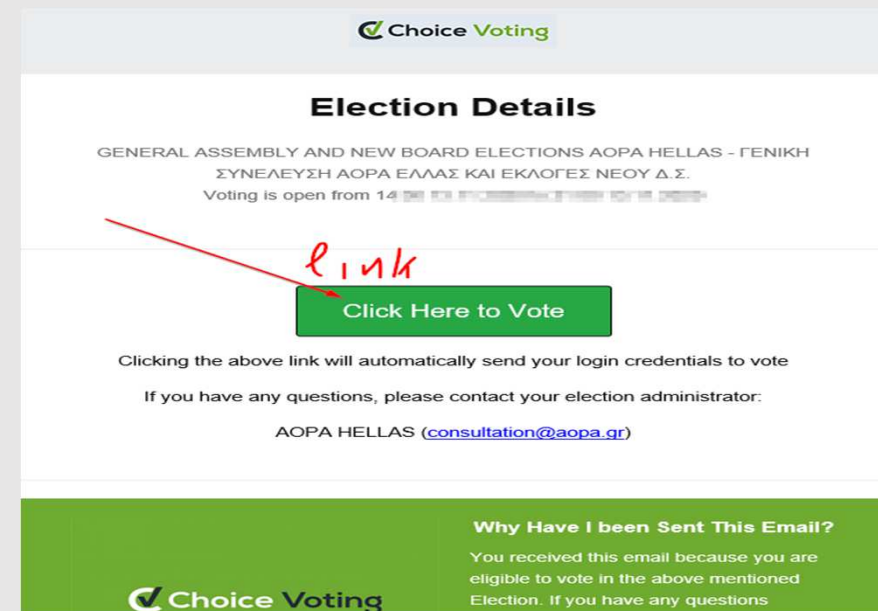 Choice Voting
Election Details
GENERAL ASSEMBLY AND NEW BOARD ELECTIONS AOPA HELLAS - ΓΕΝΙΚΗ
ΣΥΝΕΛΕΥΣΗ ΑΟΡΑ ΕΛΛΑΣ ΚΑΙ ΕΚΛΟΓΕΣ ΝΕΟΥ Δ.Σ.
Voting is open from 14
link
Click Here to Vote
Clicking the above link will automatically send your login credentials to vote
If you have any questions, please contact your election administrator:
AOPA HELLAS (consultation@aopa.gr)
Why Have I been Sent This Email?
You received this email because you are
eligible to vote in the above mentioned
Election. If you have any questions
Choice Voting